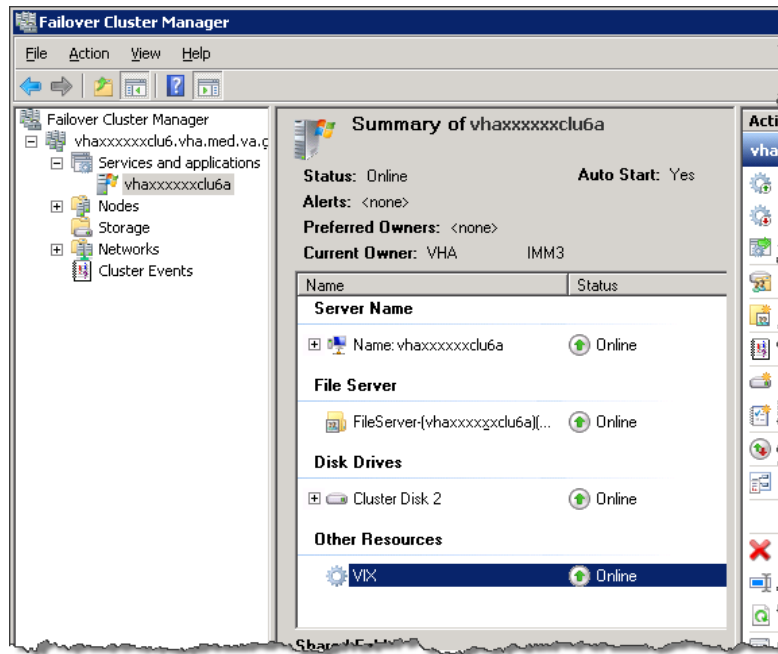 Failover Cluster Manager
File Action View Help
Failover Cluster Manager
vhaxxxxxxclu6.vha.med.va.g
Services and applications
vhaxxxxxxclu6a
Nodes
Storage
Networks
Cluster Events
Summary of vhaxxxxxxclu6a
Status: Online Auto Start: Yes
Alerts: <none>
Preferred Owners: <none>
Current Owner: VHA IMM3
Name Status
Server Name
Name: vhaxxxxxxclu6a Online
File Server
FileServer-(vhaxxxxxxclu6a)(... Online
Disk Drives
Cluster Disk 2 Online
Other Resources
VIX Online
Acti
vha